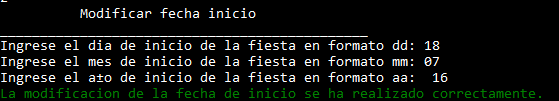 Modificar fecha inicio
Ingrese el dia de inicio de la fiesta en formato dd: 18
Ingrese el mes de inicio de la fiesta en formato mm: 07
Ingrese el año de inicio de la fiesta en formato aa: 16
La modificacion de la fecha de inicio se ha realizado correctamente.